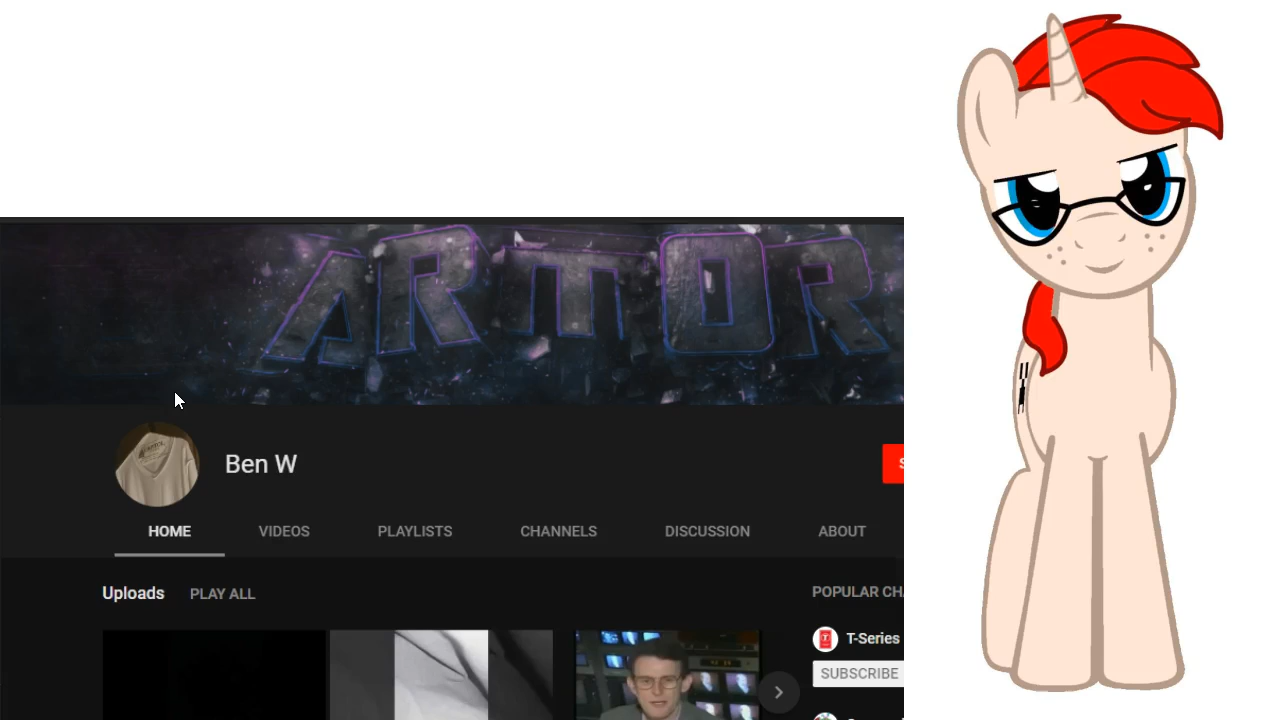 ARTOR
Ben W
S
HOME VIDEOS PLAYLISTS CHANNELS DISCUSSION ABOUT
Uploads PLAY ALL
POPULAR CHA
T-Series
SUBSCRIBE